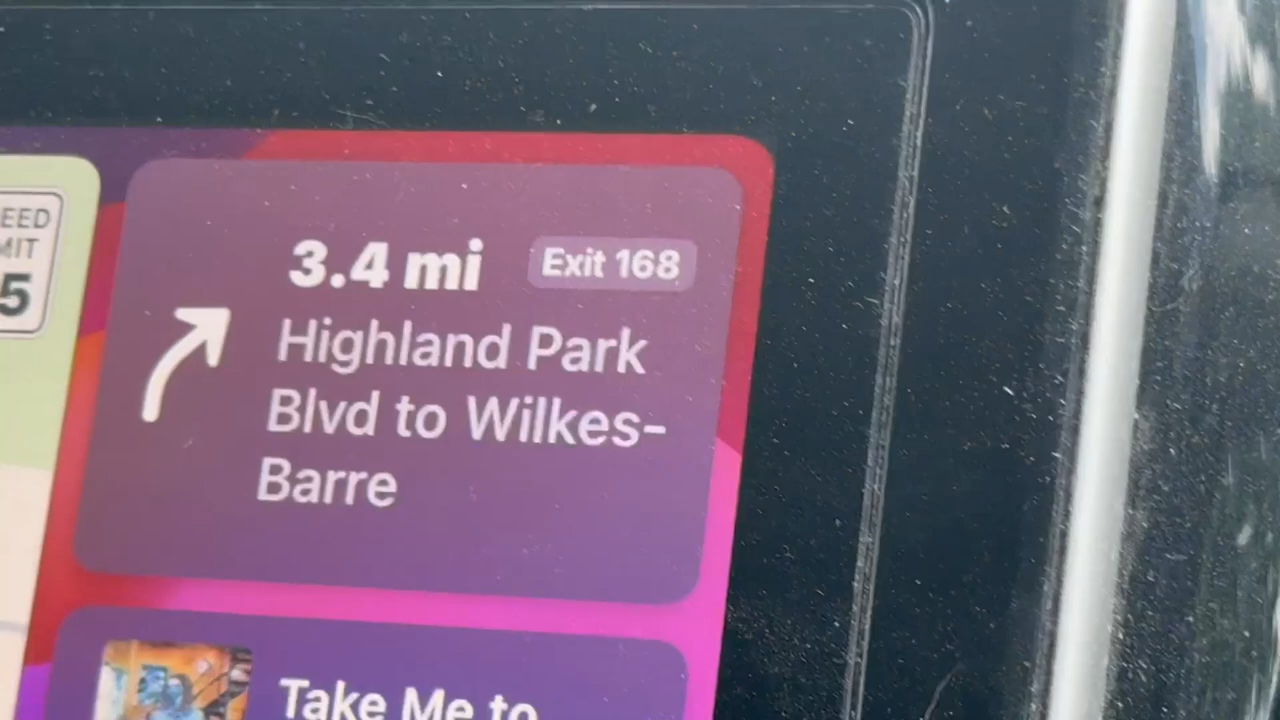 EED
MIT
5
3.4 mi
Exit 168
Highland Park
Blvd to Wilkes-
Barre
Take Me to